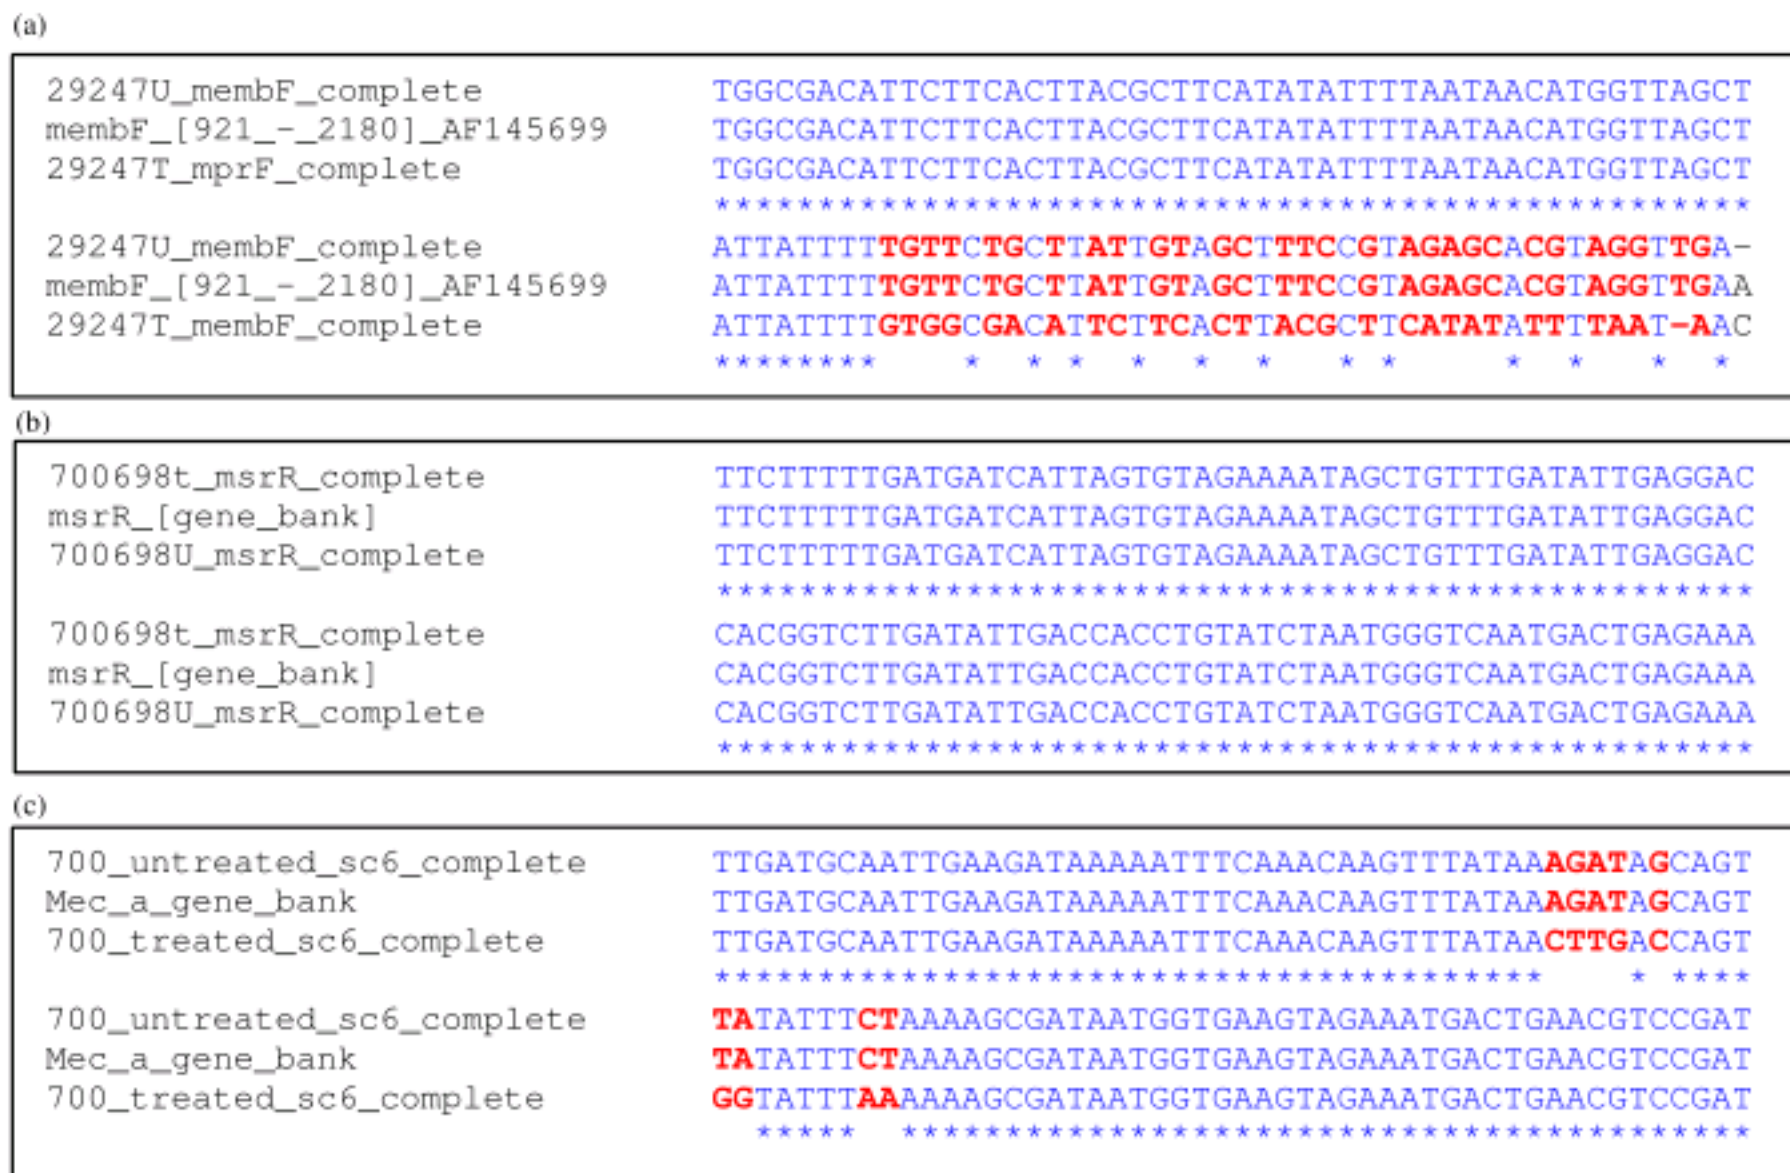 (a)
29247U_membF_complete TGGCGACATTCTTCACTTACGCTTCATATATTTTAATAACATGGTTAGCT
membF_[921_-_2180]_AF145699 TGGCGACATTCTTCACTTACGCTTCATATATTTTAATAACATGGTTAGCT
29247T_mprF_complete TGGCGACATTCTTCACTTACGCTTCATATATTTTAATAACATGGTTAGCT
**************************************************
29247U_membF_complete ATTATTTTTGTTCTGCTTATTGTAGCTTTCCGTAGAGCACGTAGGTTGA-
membF_[921_-_2180]_AF145699 ATTATTTTTGTTCTGCTTATTGTAGCTTTCCGTAGAGCACGTAGGTTGAA
29247T_membF_complete ATTATTTTGTGGCGACATTCTTCACTTACGCTTCATATATTTTAAT-AAC
********    *  * *  *  *  *   * *     *  *   *  *
(b)
700698t_msrR_complete TTCTTTTTGATGATCATTAGTGTAGAAAATAGCTGTTTGATATTGAGGAC
msrR_[gene_bank] TTCTTTTTGATGATCATTAGTGTAGAAAATAGCTGTTTGATATTGAGGAC
700698U_msrR_complete TTCTTTTTGATGATCATTAGTGTAGAAAATAGCTGTTTGATATTGAGGAC
**************************************************
700698t_msrR_complete CACGGTCTTGATATTGACCACCTGTATCTAATGGGTCAATGACTGAGAAA
msrR_[gene_bank] CACGGTCTTGATATTGACCACCTGTATCTAATGGGTCAATGACTGAGAAA
700698U_msrR_complete CACGGTCTTGATATTGACCACCTGTATCTAATGGGTCAATGACTGAGAAA
**************************************************
(c)
700_untreated_sc6_complete TTGATGCAATTGAAGATAAAAATTTCAAACAAGTTTATAAAGATAGCAGT
Mec_a_gene_bank TTGATGCAATTGAAGATAAAAATTTCAAACAAGTTTATAAAGATAGCAGT
700_treated_sc6_complete TTGATGCAATTGAAGATAAAAATTTCAAACAAGTTTATAACTTGACCAGT
****************************************    * ****
700_untreated_sc6_complete TATATTTCTAAAAGCGATAATGGTGAAGTAGAAATGACTGAACGTCCGAT
Mec_a_gene_bank TATATTTCTAAAAGCGATAATGGTGAAGTAGAAATGACTGAACGTCCGAT
700_treated_sc6_complete GGTATTTAAAAAAGCGATAATGGTGAAGTAGAAATGACTGAACGTCCGAT
*****  *****************************************